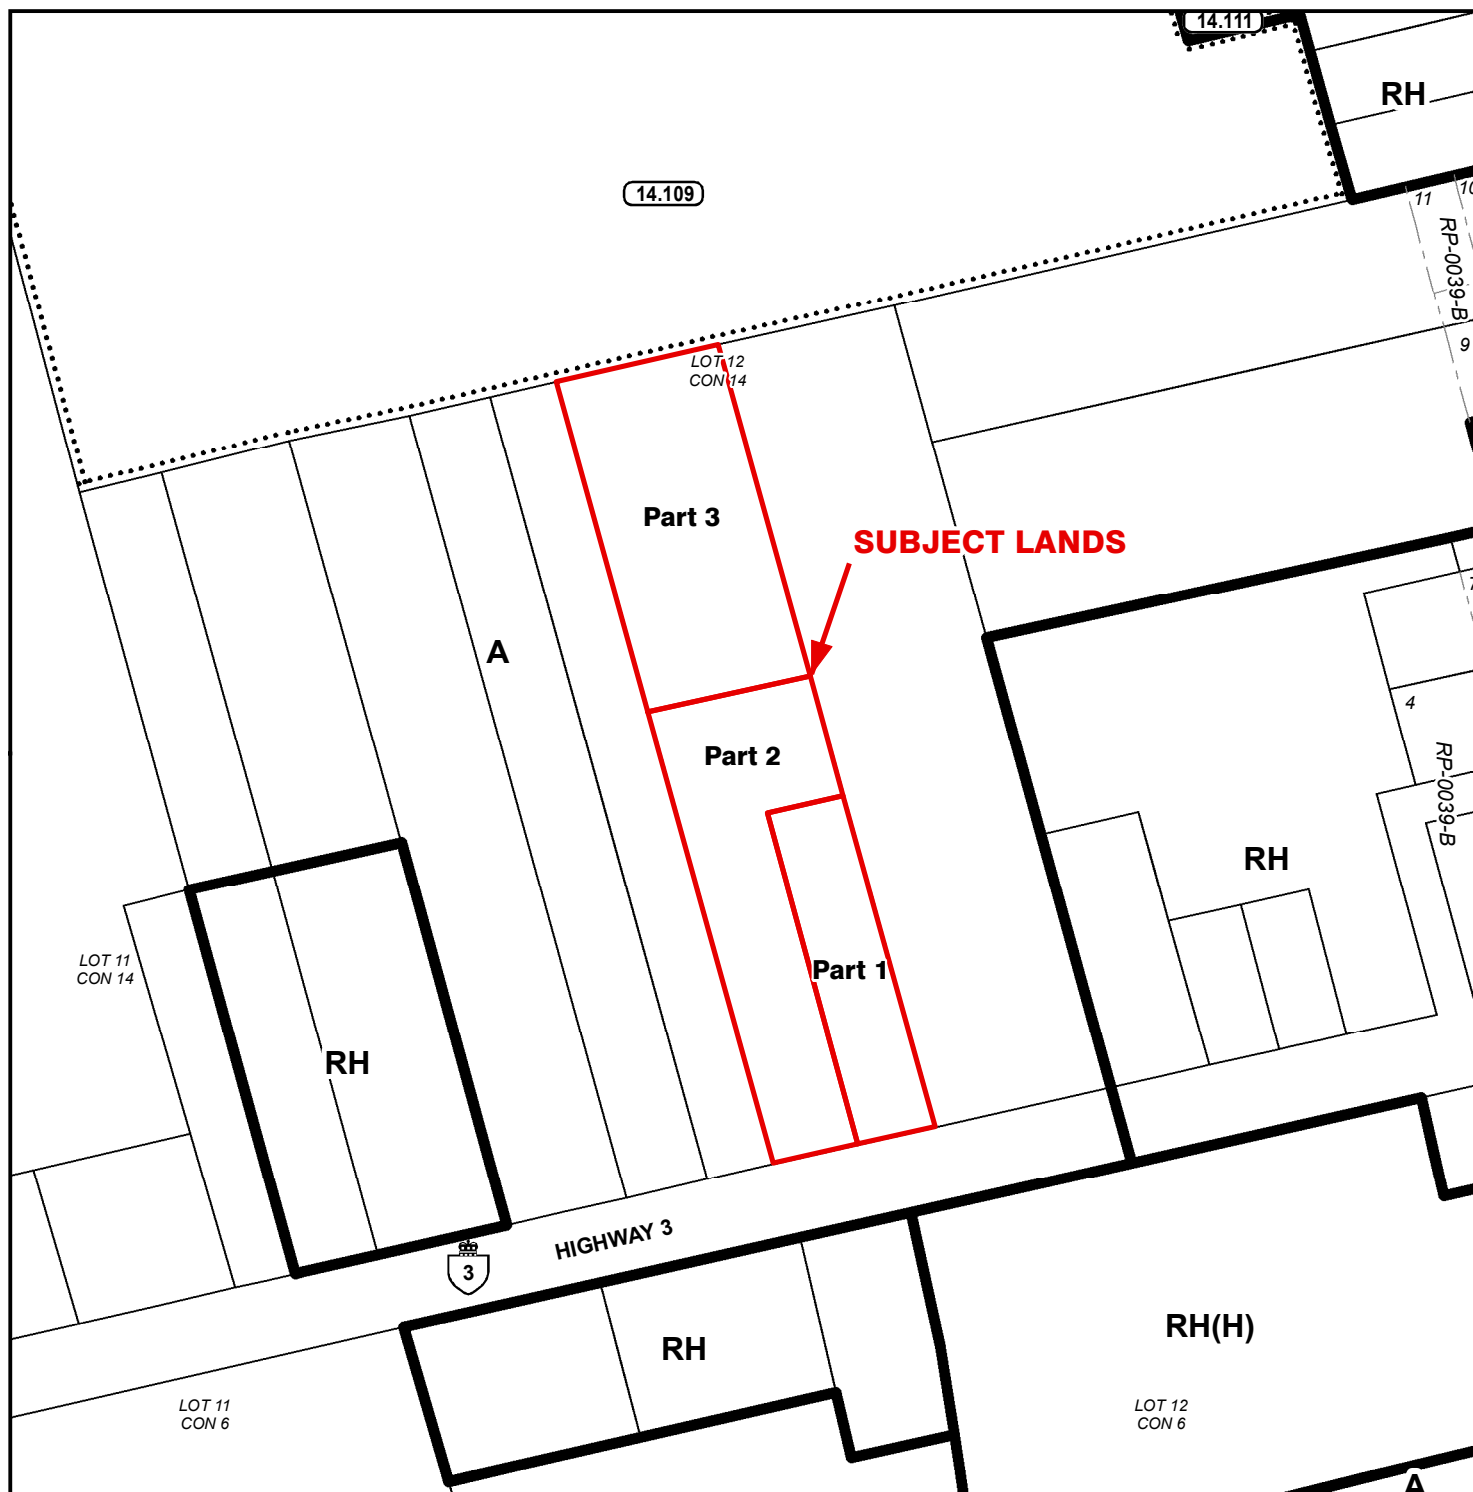 14.111
RH
14.109
11
10
RP-0039-B
9
LOT 12
CON 14
Part 3
SUBJECT LANDS
7
A
4
Part 2
RP-0039-B
RH
LOT 11
CON 14
Part 1
RH
HIGHWAY 3
3
RH
RH(H)
LOT 11
CON 6
LOT 12
CON 6
A